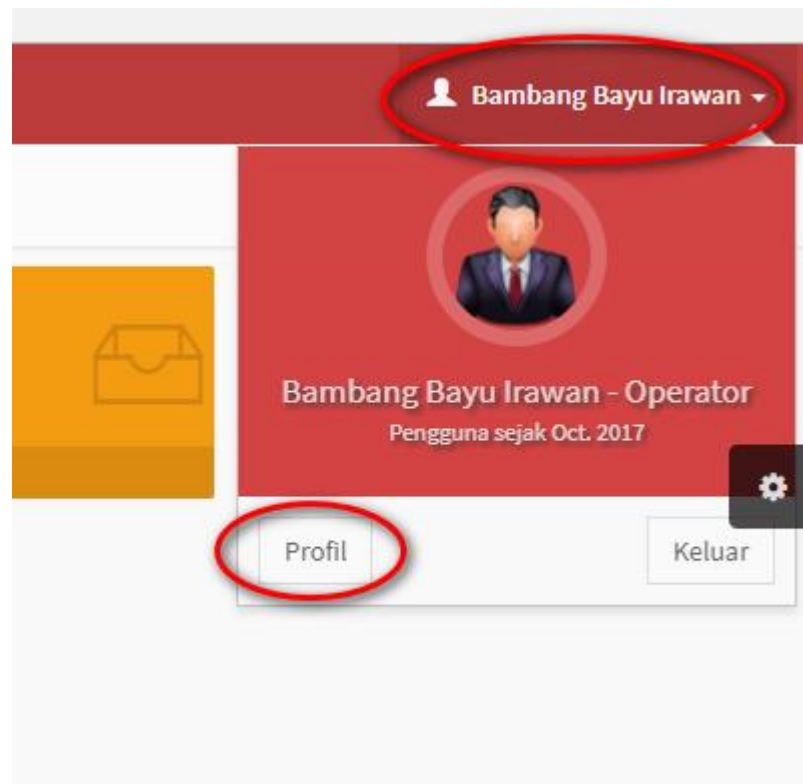 Bambang Bayu Irawan
Bambang Bayu Irawan - Operator
Pengguna sejak Oct. 2017
Profil
Keluar